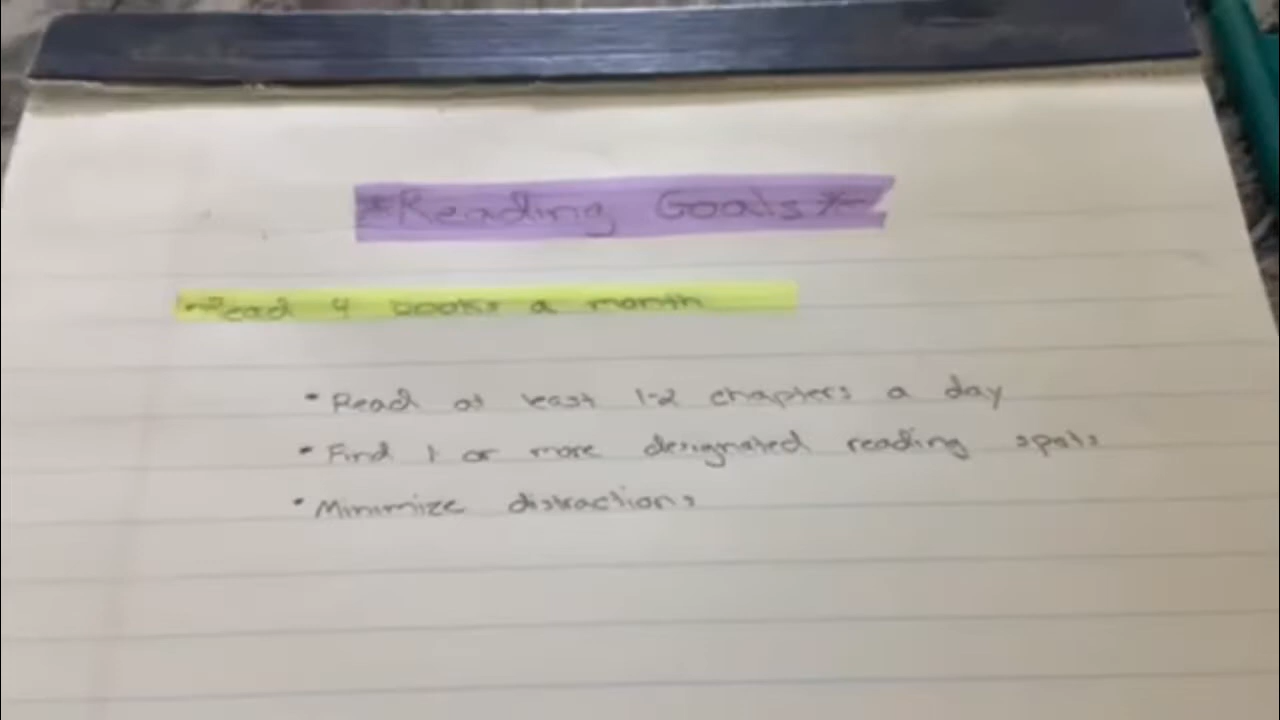 *Reading Goals*
~Read 4 books a month
• Read at least 1-2 chapters a day
• Find 1 or more designated reading spots
• Minimize distractions